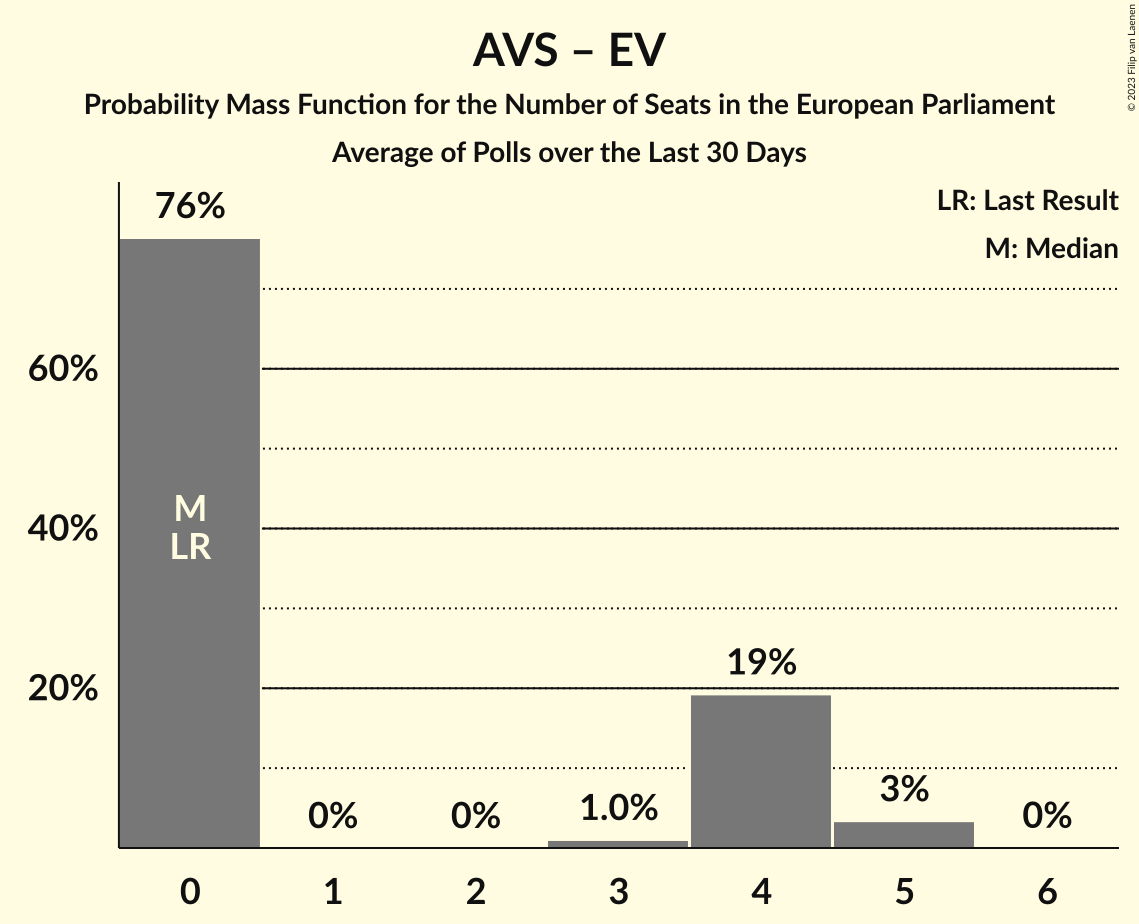 AVS – EV
Probability Mass Function for the Number of Seats in the European Parliament
Average of Polls over the Last 30 Days
© 2023 Filip van Laenen
LR: Last Result
M: Median
76%
60%
40%
20%
M
LR
0%
0%
1.0%
19%
3%
0%
0
1
2
3
4
5
6